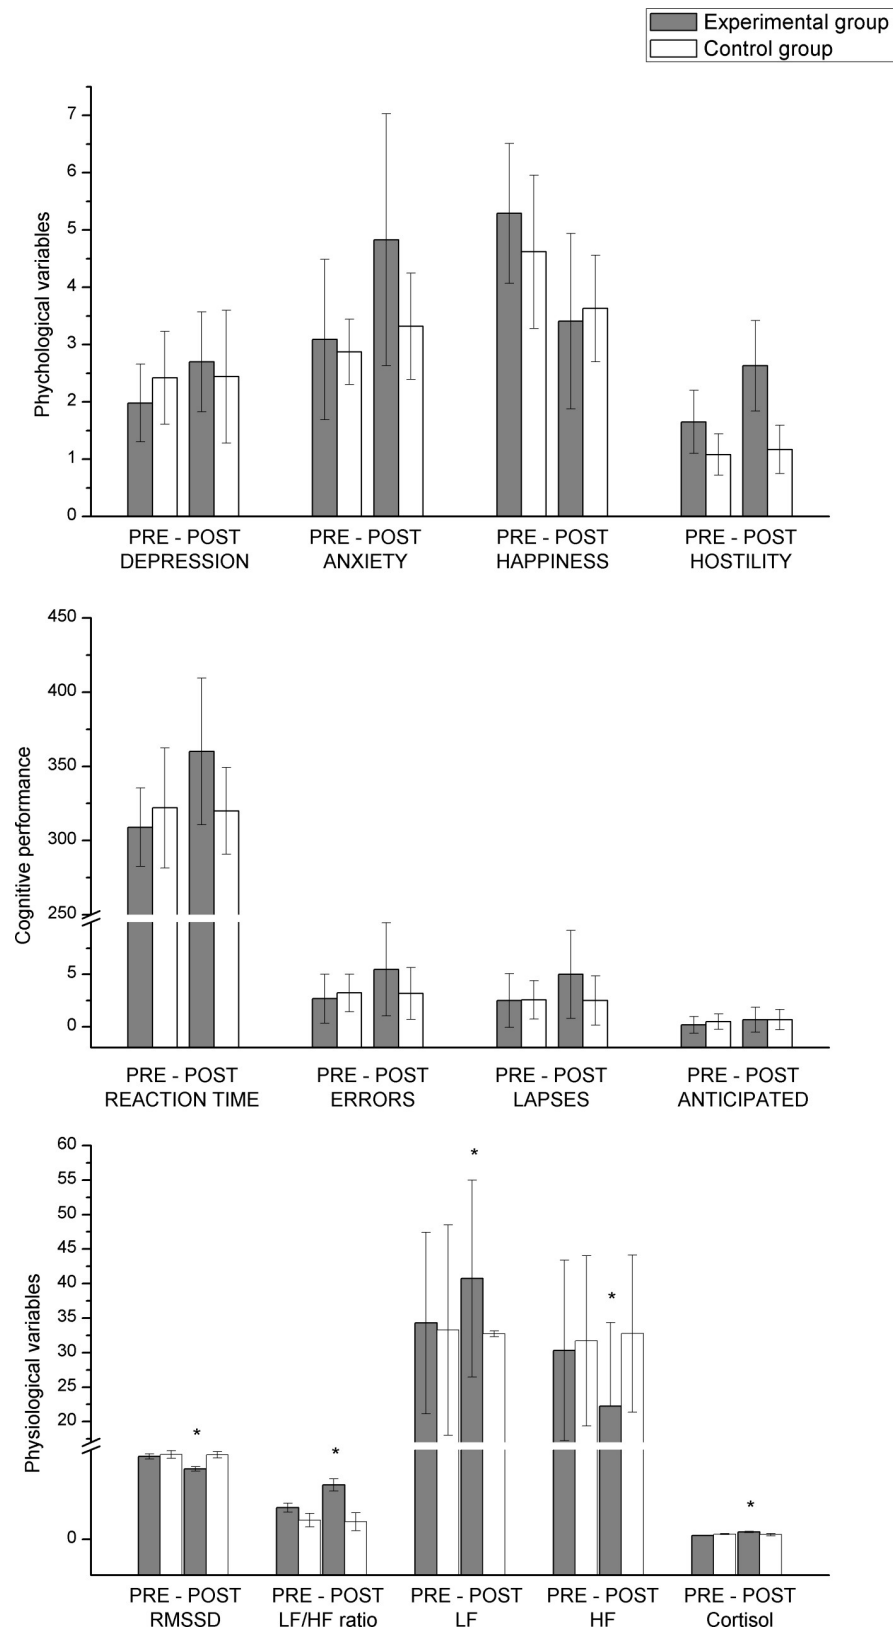 Experimental group
Control group
Phychological variables
7
6
5
4
3
2
1
0
PRE - POST PRE - POST PRE - POST PRE - POST
DEPRESSION ANXIETY HAPPINESS HOSTILITY
Cognitive performance
450
400
350
300
250
5
0
PRE - POST PRE - POST PRE - POST PRE - POST
REACTION TIME ERRORS LAPSES ANTICIPATED
Physiological variables
60
55
50
45
40
35
30
25
20
0
* * * * *
PRE - POST PRE - POST PRE - POST PRE - POST PRE - POST
RMSSD LF/HF ratio LF HF Cortisol